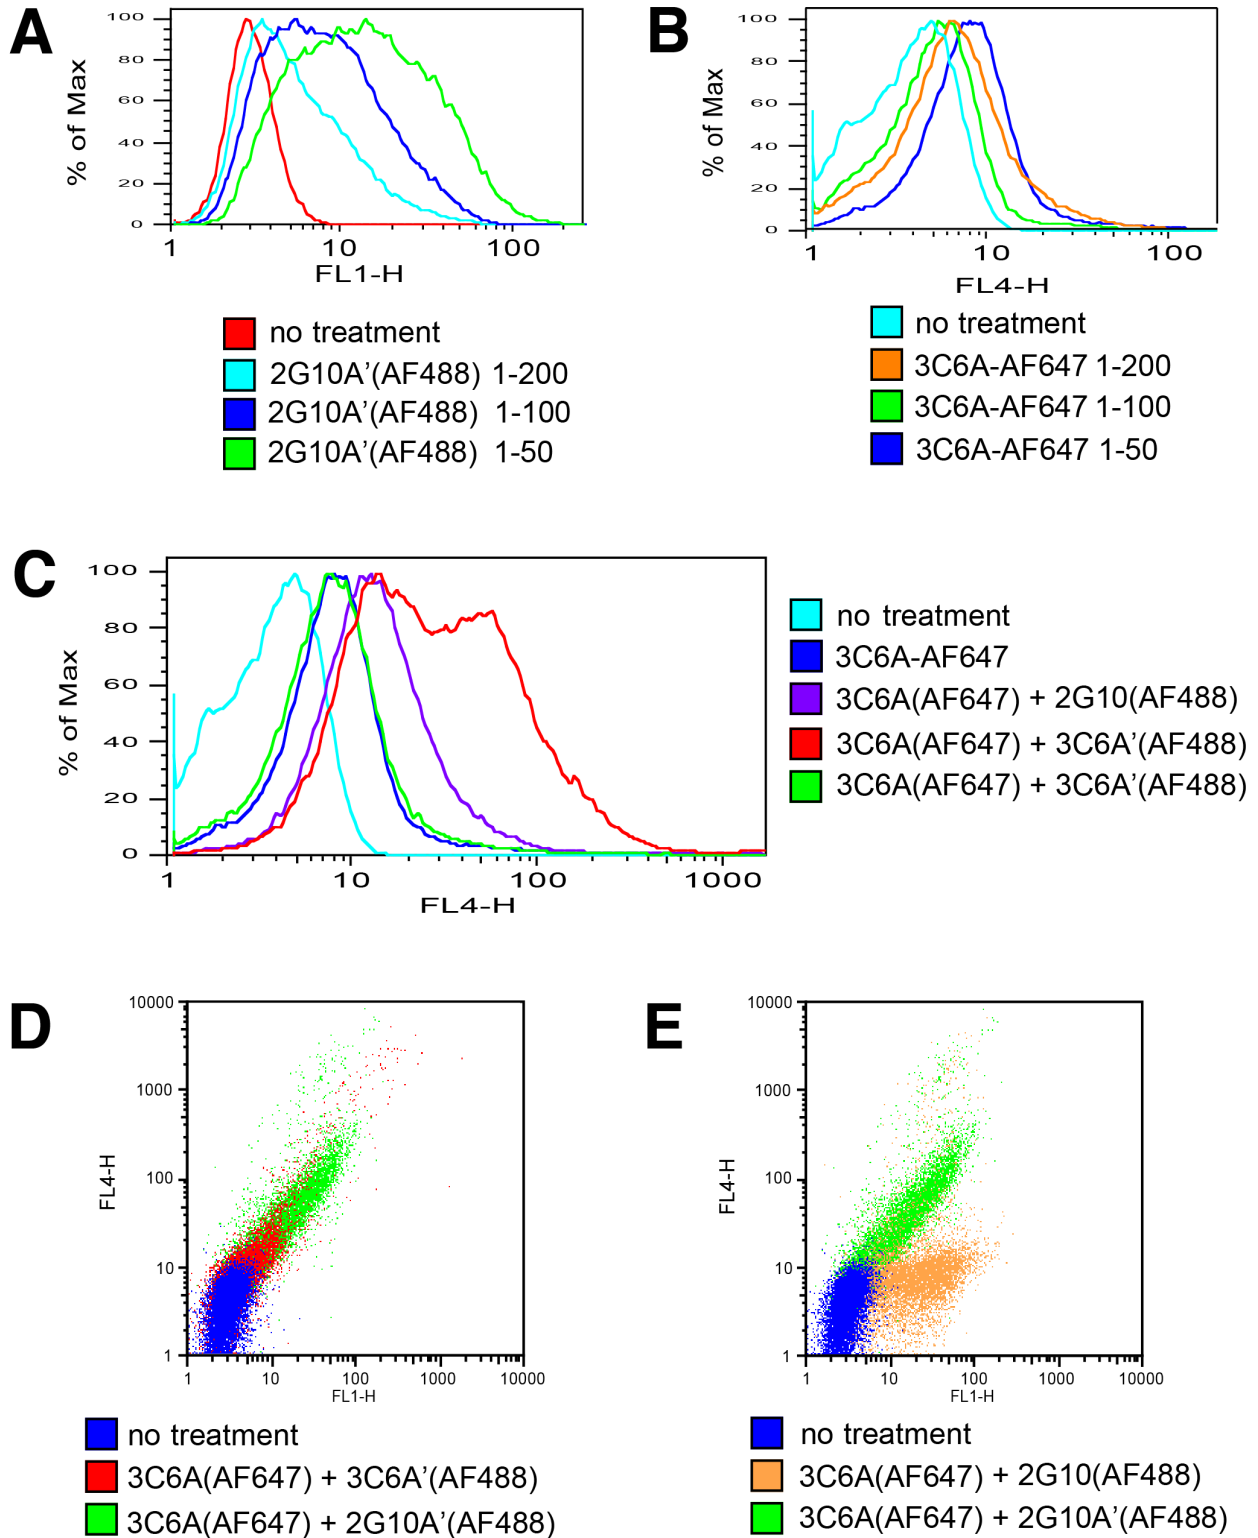 A
% of Max
100
80
60
40
20
0
1 10 100
FL1-H
no treatment
2G10A'(AF488) 1-200
2G10A'(AF488) 1-100
2G10A'(AF488) 1-50
B
% of Max
100
80
60
40
20
0
1 10 100
FL4-H
no treatment
3C6A-AF647 1-200
3C6A-AF647 1-100
3C6A-AF647 1-50
C
% of Max
100
80
60
40
20
0
1 10 100 1000
FL4-H
no treatment
3C6A-AF647
3C6A(AF647) + 2G10(AF488)
3C6A(AF647) + 3C6A'(AF488)
3C6A(AF647) + 3C6A'(AF488)
D
FL4-H
10000
1000
100
10
1
1 10 100 1000 10000
FL1-H
no treatment
3C6A(AF647) + 3C6A'(AF488)
3C6A(AF647) + 2G10A'(AF488)
E
FL4-H
10000
1000
100
10
1
1 10 100 1000 10000
FL1-H
no treatment
3C6A(AF647) + 2G10(AF488)
3C6A(AF647) + 2G10A'(AF488)